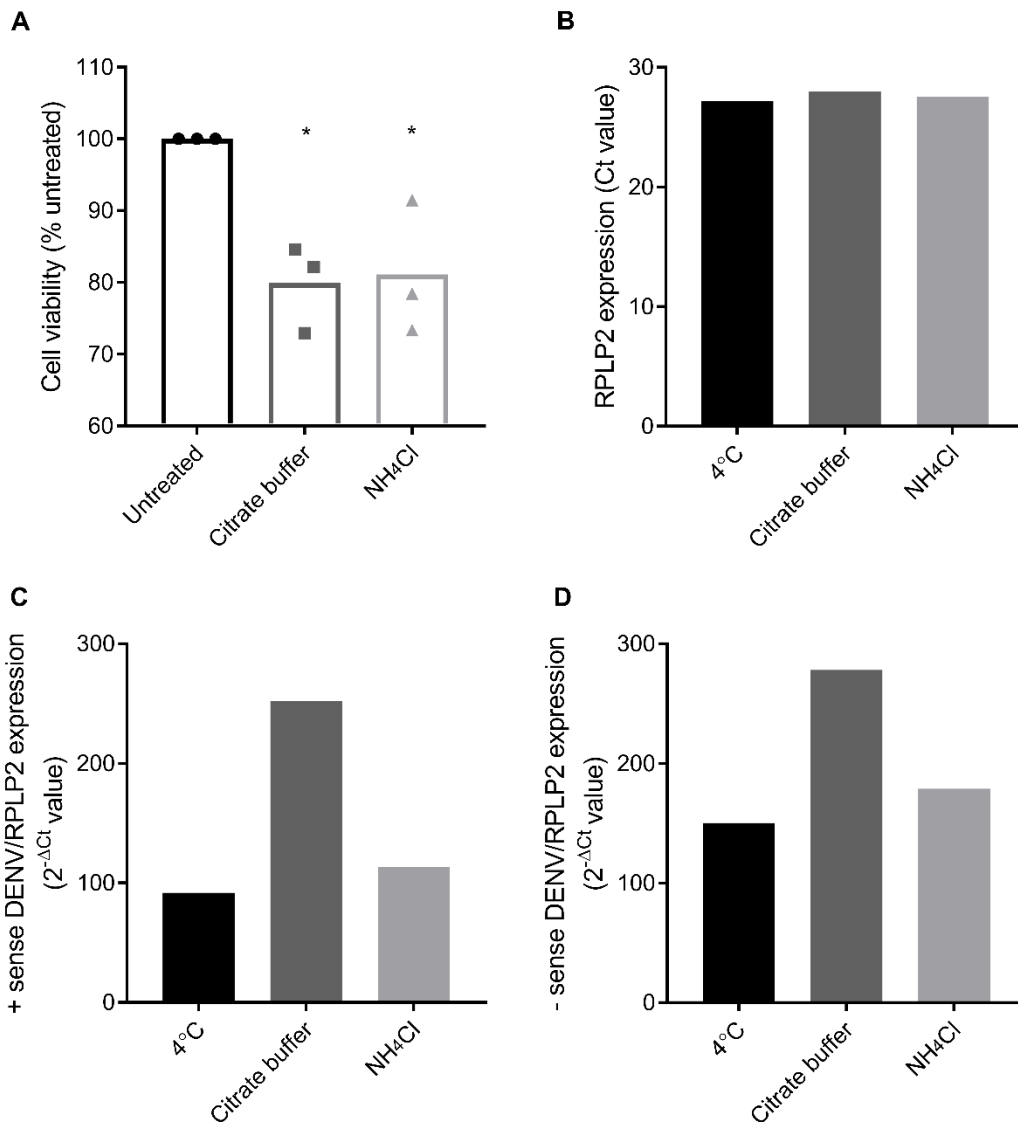 A
Cell viability (% untreated)
110
100
90
80
70
60
*
*
Untreated
Citrate buffer
NH4Cl
B
RPLP2 expression (Ct value)
30
20
10
0
4°C
Citrate buffer
NH4Cl
C
+ sense DENV/RPLP2 expression
(2-ΔCt value)
300
200
100
0
4°C
Citrate buffer
NH4Cl
D
- sense DENV/RPLP2 expression
(2-ΔCt value)
300
200
100
0
4°C
Citrate buffer
NH4Cl